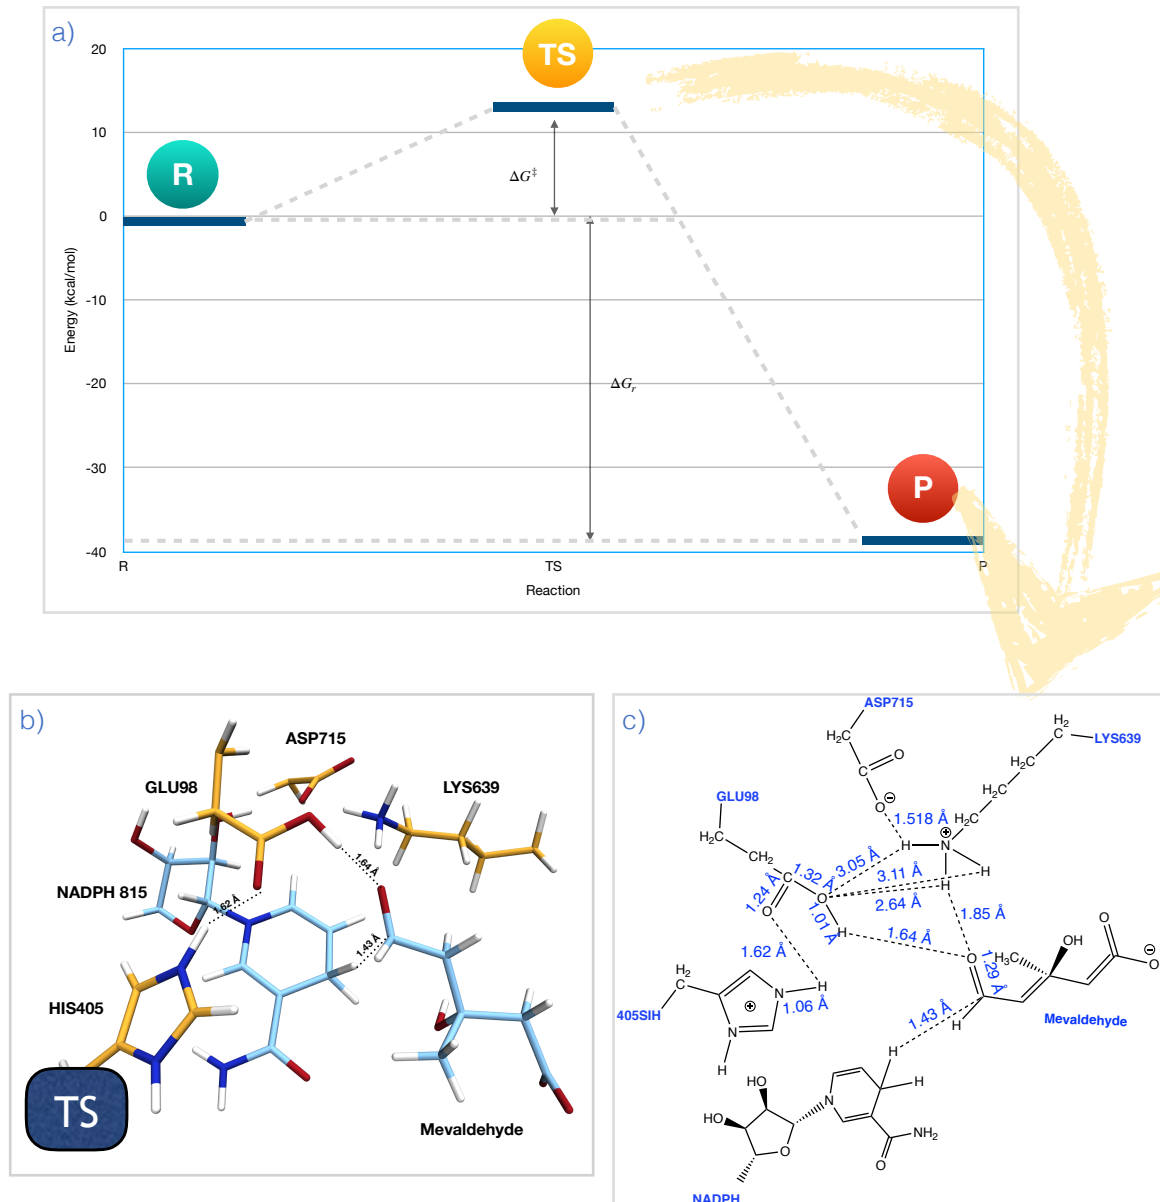 a)
20
TS
10
R
ΔG‡
0
Energy (kcal/mol)
-10
ΔGr
-20
-30
P
-40
R
TS
P
Reaction
b)
ASP715
GLU98
LYS639
1.64 Å
NADPH 815
1.62 Å
1.43 Å
HIS405
TS
Mevaldehyde
c)
ASP715
H2
C
H2C
LYS639
C
O
H2C
CH2
O
⊖
GLU98
H2C
CH2
1.518 Å
⊕
H2C
H
N
C
H2
3.05 Å
1.32 Å
3.11 Å
H
C
1.24 Å
O
2.64 Å
H
O
1.01 Å
1.85 Å
H
1.64 Å
OH
O
⊖
1.62 Å
O
H3C
O
H2
C
1.29 Å
H
N
1.06 Å
405SIH
⊕
1.43 Å
H
Mevaldehyde
N
H
H
HO
H
HO
N
O
NH2
O
NADPH